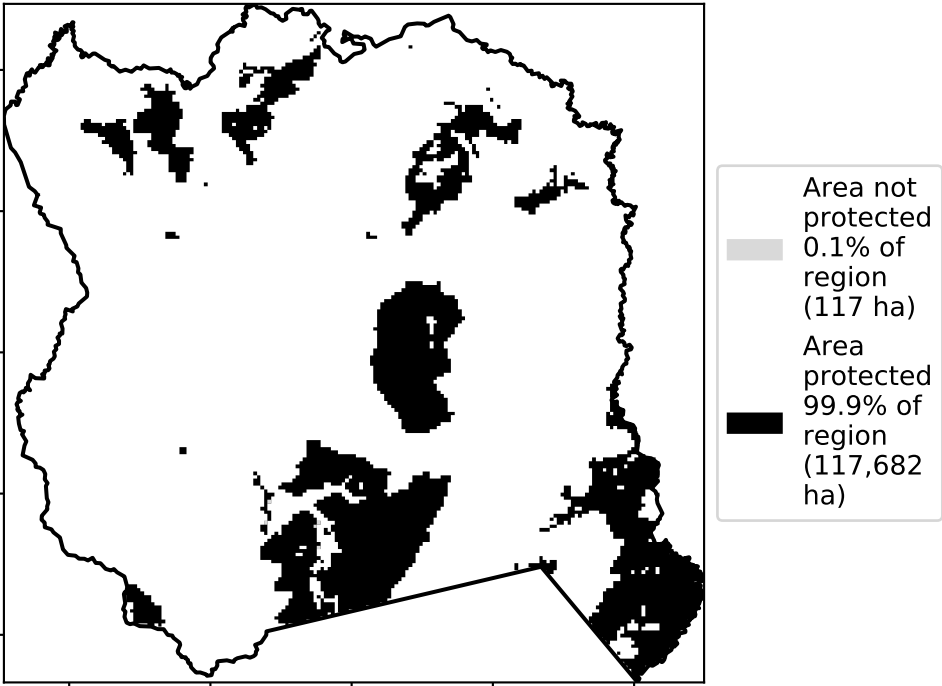 Area not
protected
0.1% of
region
(117 ha)
Area
protected
99.9% of
region
(117,682
ha)